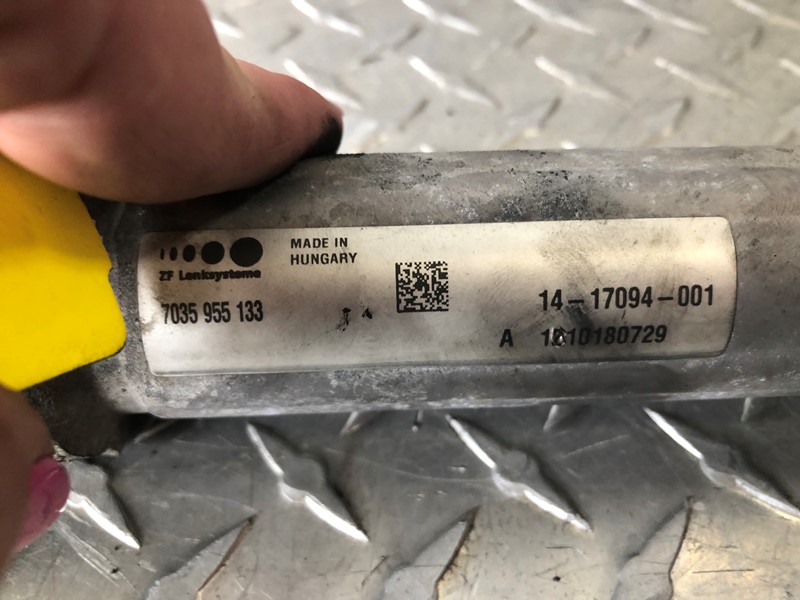 ZF Lenksysteme
MADE IN
HUNGARY
7035 955 133
14-17094-001
A